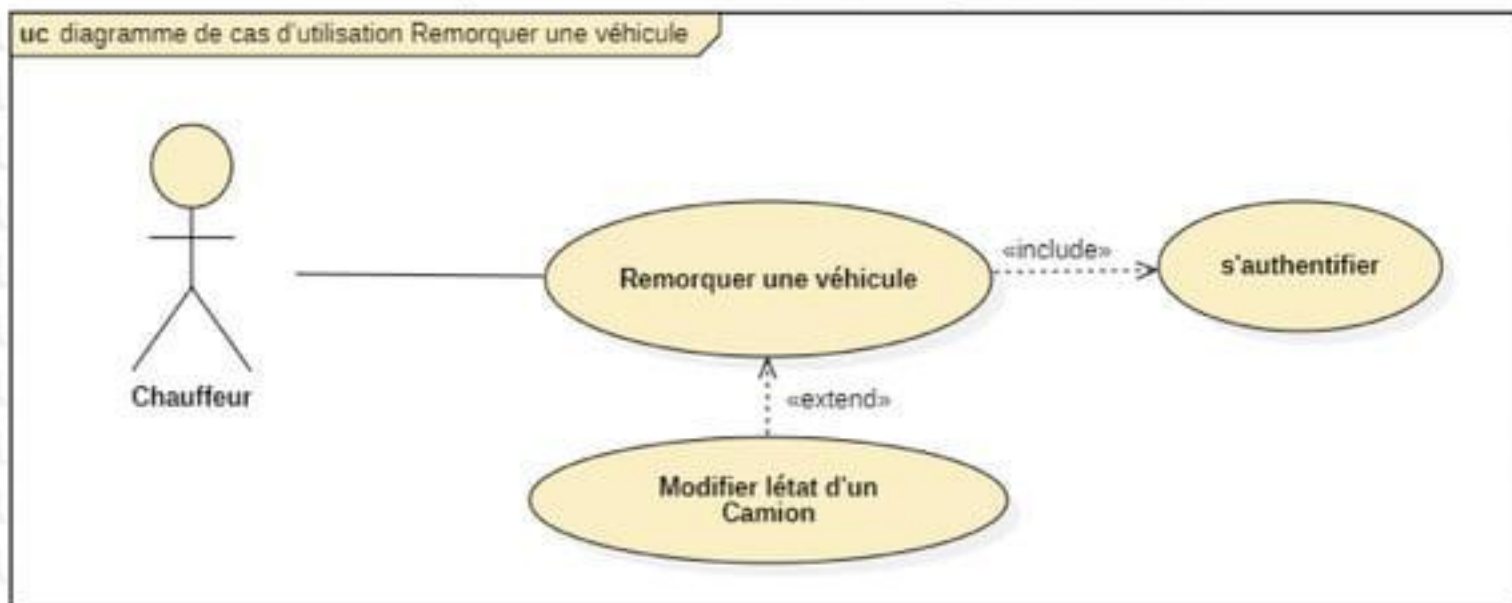 uc diagramme de cas d'utilisation Remorquer une véhicule
Remorquer une véhicule
«include»
s'authentifier
Chauffeur
«extend»
Modifier létat d'un
Camion